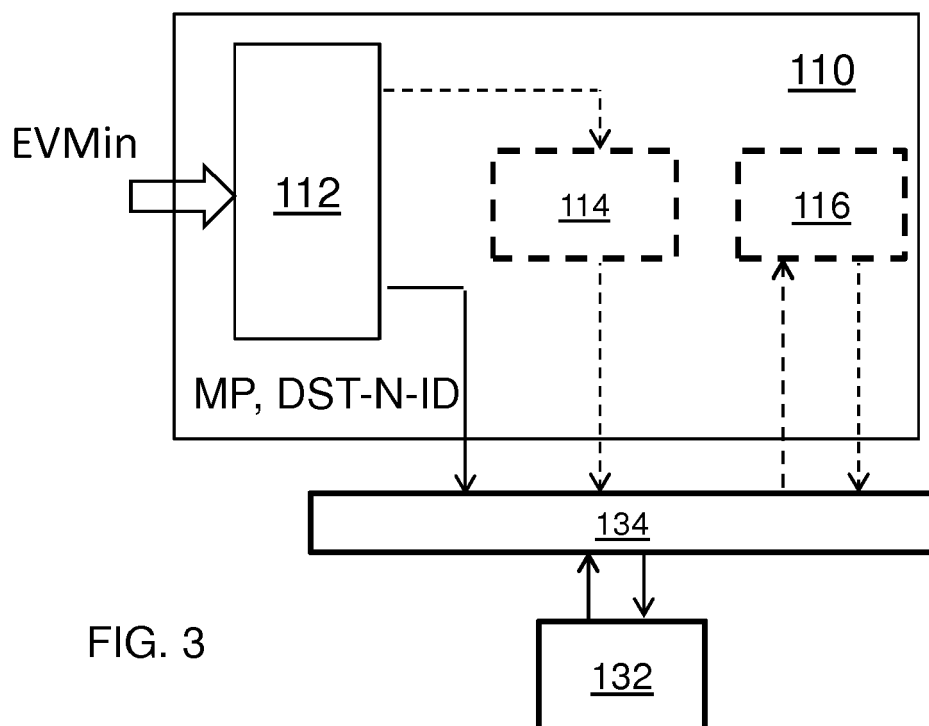 110
EVMin
112
114
116
MP, DST-N-ID
134
FIG. 3
132